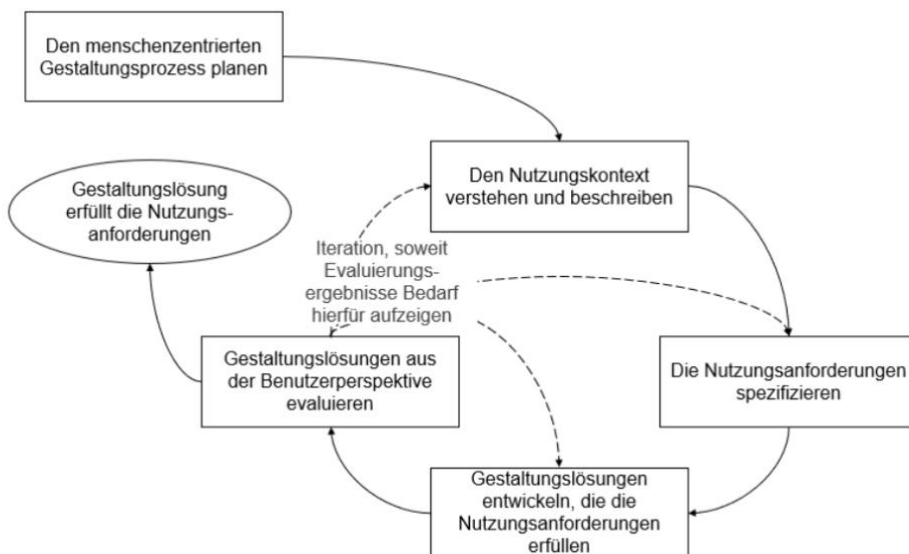 Den menschenzentrierten
Gestaltungsprozess planen
Den Nutzungskontext
verstehen und beschreiben
Gestaltungslösung
erfüllt die Nutzungs-
anforderungen
Iteration, soweit
Evaluierungs-
ergebnisse Bedarf
hierfür aufzeigen
Gestaltungslösungen aus
der Benutzerperspektive
evaluieren
Die Nutzungsanforderungen
spezifizieren
Gestaltungslösungen
entwickeln, die die
Nutzungsanforderungen
erfüllen